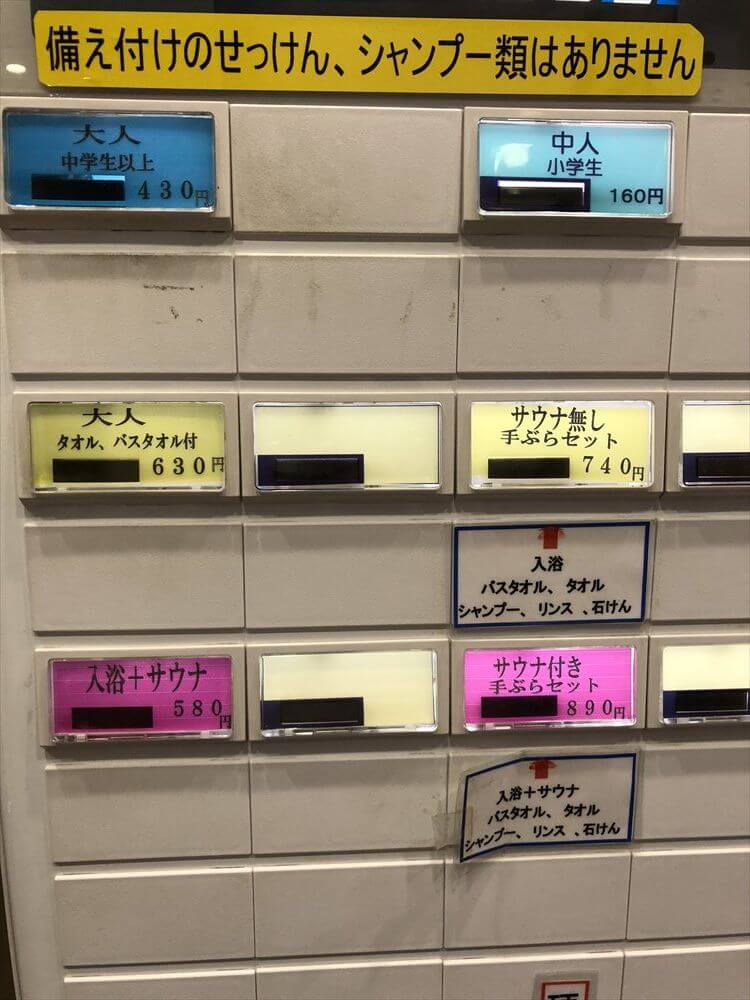 備え付けのせっけん、シャンプー類はありません
大人
中学生以上
430円
中人
小学生
160円
大人
タオル、バスタオル付
630円
サウナ無し
手ぶらセット
740円
入浴
バスタオル、タオル
シャンプー、リンス、石けん
入浴＋サウナ
580円
サウナ付き
手ぶらセット
890円
入浴＋サウナ
バスタオル、タオル
シャンプー、リンス、石けん